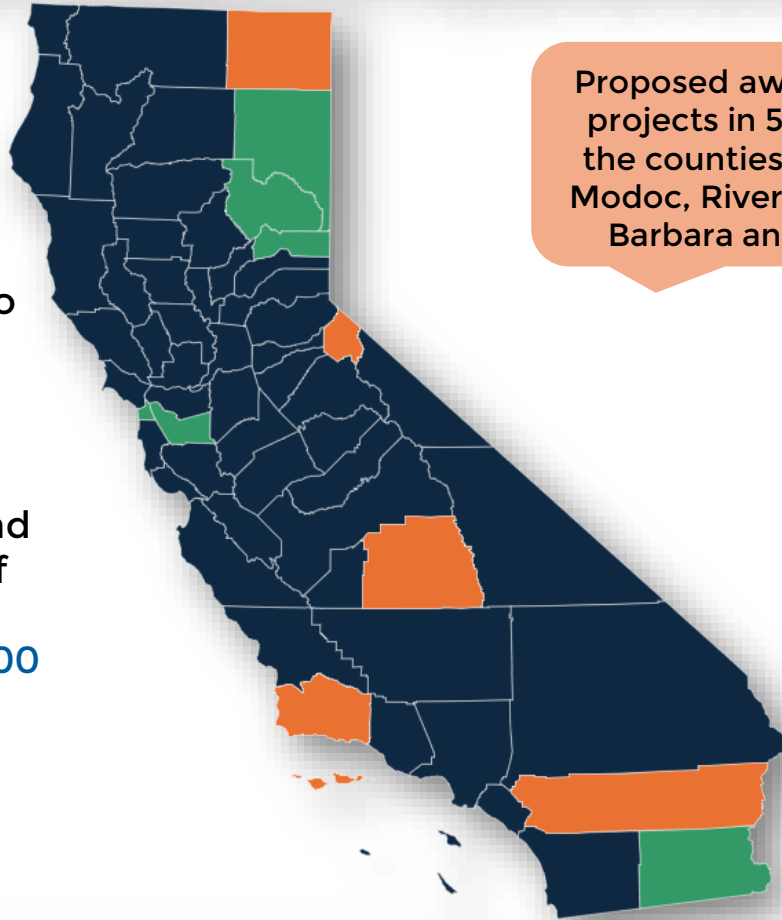 Proposed aw
projects in 5
the counties
Modoc, River
Barbara an
o
nd
f
00